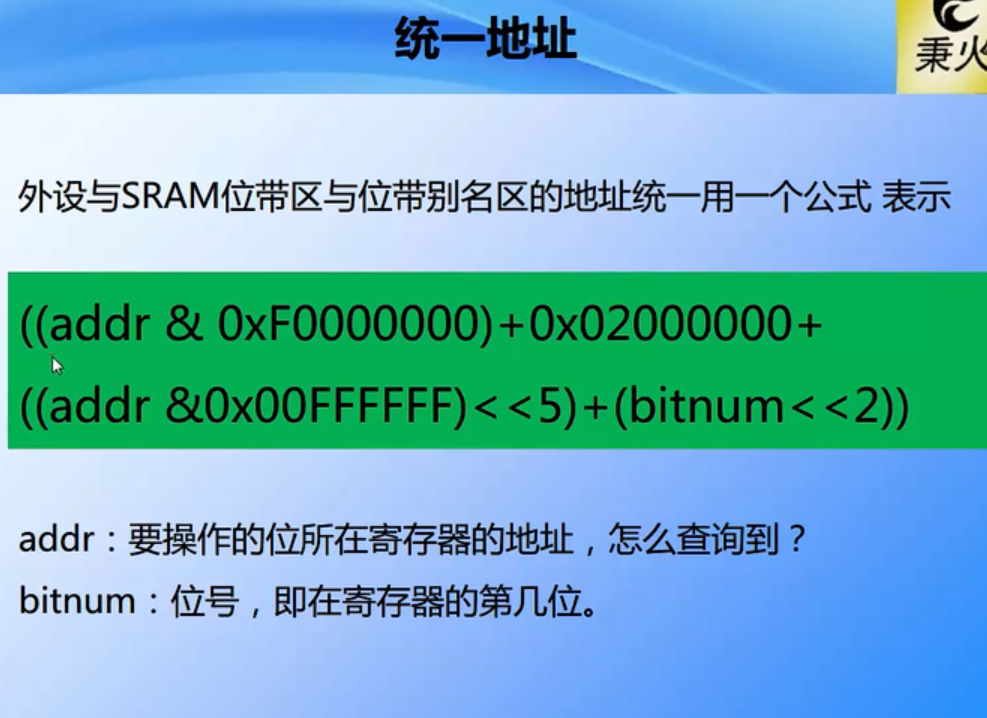 统一地址
秉火
外设与SRAM位带区与位带别名区的地址统一用一个公式 表示
((addr & 0xF0000000)+0x02000000+
((addr &0x00FFFFFF)<<5)+(bitnum<<2))
addr：要操作的位所在寄存器的地址，怎么查询到？
bitnum：位号，即在寄存器的第几位。